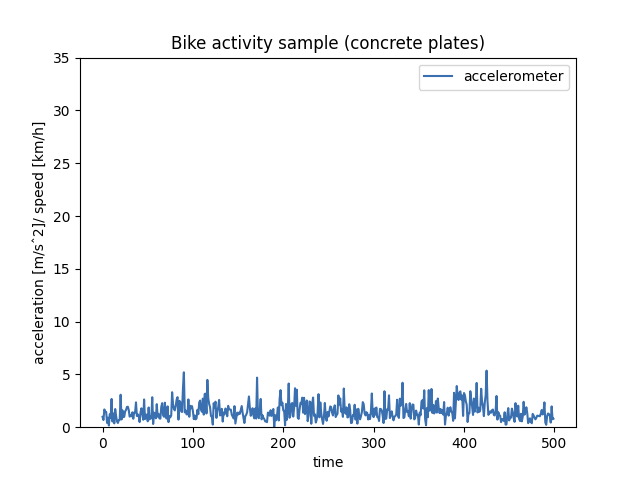 Bike activity sample (concrete plates)
accelerometer
acceleration [m/sˆ2]/ speed [km/h]
35
30
25
20
15
10
5
0
0 100 200 300 400 500
time